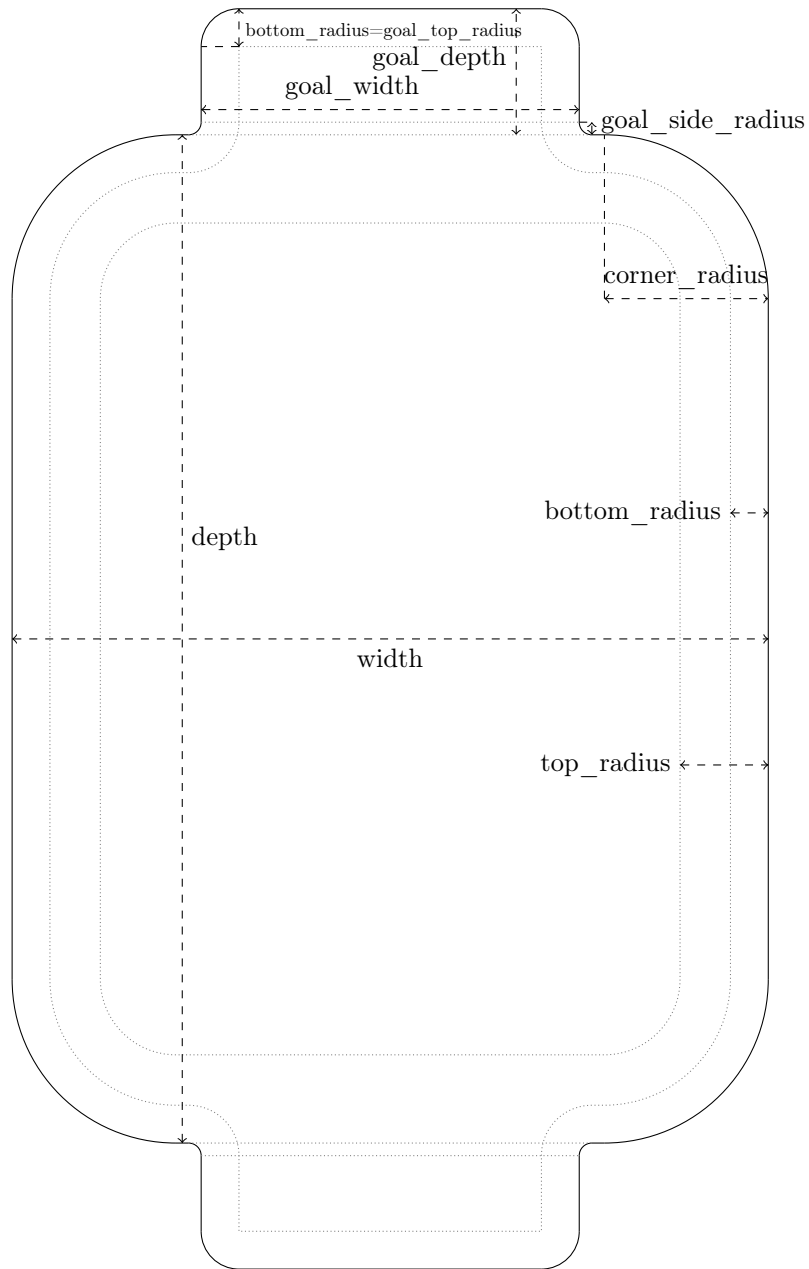 bottom_radius=goal_top_radius
goal_depth
goal_width
goal_side_radius
corner_radius
bottom_radius
depth
width
top_radius